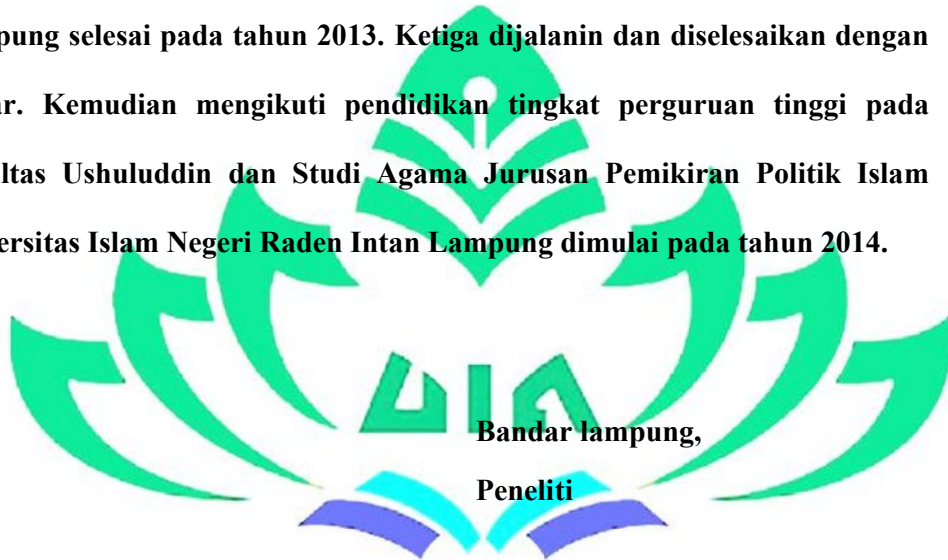 pung selesai pada tahun 2013. Ketiga dijalanin dan diselesaikan dengan
ar. Kemudian mengikuti pendidikan tingkat perguruan tinggi pada
ltas Ushuluddin dan Studi Agama Jurusan Pemikiran Politik Islam
versitas Islam Negeri Raden Intan Lampung dimulai pada tahun 2014.
UIN
Bandar lampung,
Peneliti